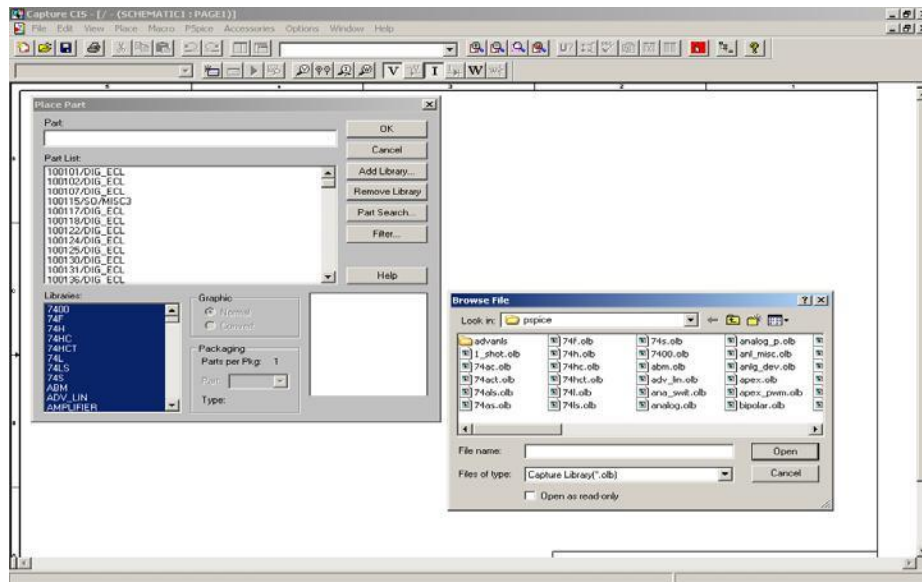 Capture CIS - [/ - (SCHEMATIC1 : PAGE1)]
File Edit View Place Macro PSpice Accessories Options Window Help
U?
V I W
5 4 3 2 1
Place Part
Part:
OK
Cancel
Part List:
Add Library...
Remove Library
Part Search...
Filter...
Help
100101/DIG_ECL
100102/DIG_ECL
100107/DIG_ECL
100115/SO/MISC3
100117/DIG_ECL
100118/DIG_ECL
100122/DIG_ECL
100124/DIG_ECL
100125/DIG_ECL
100130/DIG_ECL
100131/DIG_ECL
100136/DIG_ECL
Libraries:
7400
74F
74H
74HC
74HCT
74L
74LS
74S
ABM
ADV_LIN
AMPLIFIER
Graphic
Normal
Convert
Packaging
Parts per Pkg: 1
Part:
Type:
Browse File
Look in: pspice
advanls 74f.olb 74s.olb analog_p.olb
1_shot.olb 74h.olb 7400.olb anl_misc.olb
74ac.olb 74hc.olb abm.olb anlg_dev.olb
74act.olb 74hct.olb adv_lin.olb apex.olb
74als.olb 74l.olb ana_swit.olb apex_pwm.olb
74as.olb 74ls.olb analog.olb bipolar.olb
File name:
Open
Files of type: Capture Library(*.olb)
Cancel
Open as read-only